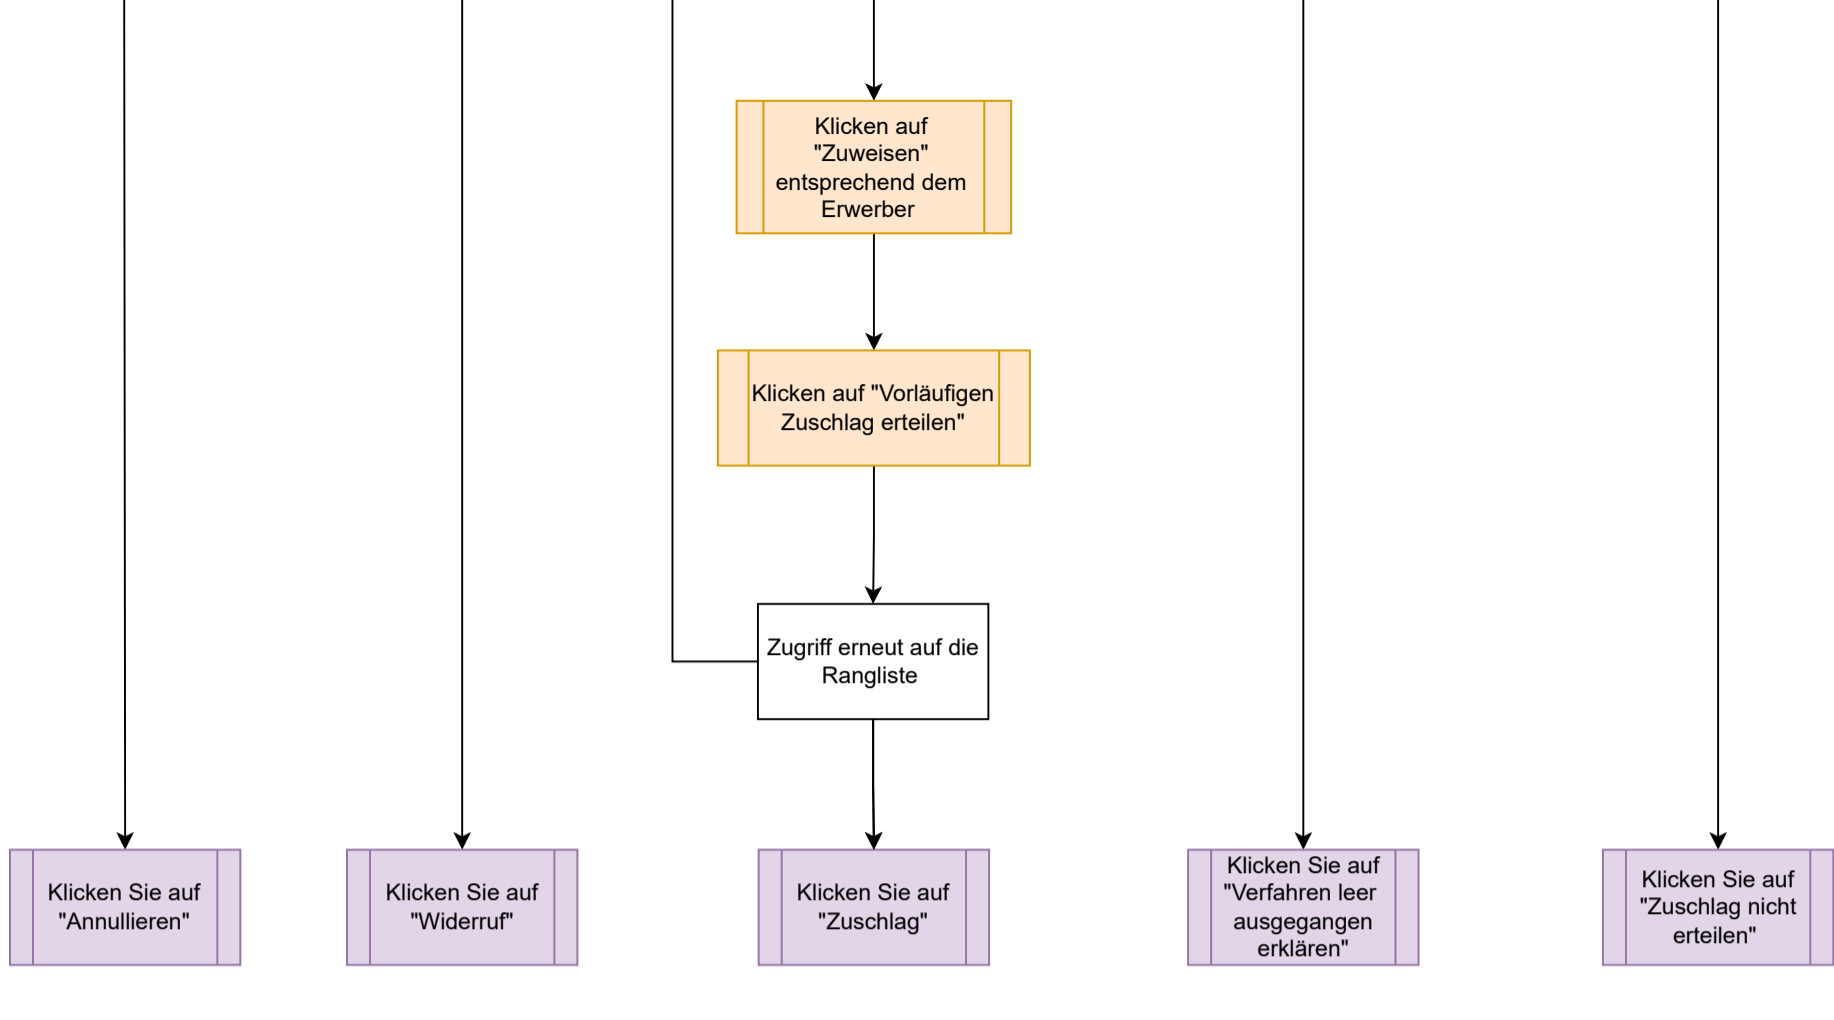 Klicken auf
"Zuweisen"
entsprechend dem
Erwerber
Klicken auf "Vorläufigen
Zuschlag erteilen"
Zugriff erneut auf die
Rangliste
Klicken Sie auf
"Annullieren"
Klicken Sie auf
"Widerruf"
Klicken Sie auf
"Zuschlag"
Klicken Sie auf
"Verfahren leer
ausgegangen
erklären"
Klicken Sie auf
"Zuschlag nicht
erteilen"